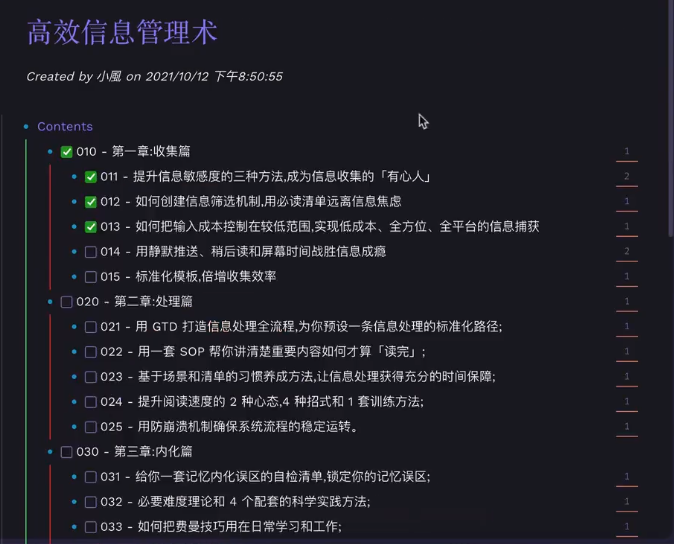 高效信息管理术
Created by 小風 on 2021/10/12 下午8:50:55
Contents
010 - 第一章:收集篇 1
011 - 提升信息敏感度的三种方法,成为信息收集的「有心人」 2
012 - 如何创建信息筛选机制,用必读清单远离信息焦虑 1
013 - 如何把输入成本控制在较低范围,实现低成本、全方位、全平台的信息捕获 1
014 - 用静默推送、稍后读和屏幕时间战胜信息成瘾 2
015 - 标准化模板,倍增收集效率 1
020 - 第二章:处理篇 1
021 - 用 GTD 打造信息处理全流程,为你预设一条信息处理的标准化路径; 1
022 - 用一套 SOP 帮你讲清楚重要内容如何才算「读完」; 1
023 - 基于场景和清单的习惯养成方法,让信息处理获得充分的时间保障; 1
024 - 提升阅读速度的 2 种心态,4 种招式和 1 套训练方法; 1
025 - 用防崩溃机制确保系统流程的稳定运转。 1
030 - 第三章:内化篇
031 - 给你一套记忆内化误区的自检清单,锁定你的记忆误区; 1
032 - 必要难度理论和 4 个配套的科学实践方法; 1
033 - 如何把费曼技巧用在日常学习和工作; 1